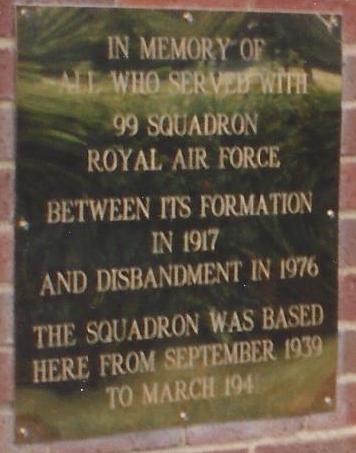 IN MEMORY OF
ALL WHO SERVED WITH
99 SQUADRON
ROYAL AIR FORCE
BETWEEN ITS FORMATION
IN 1917
AND DISBANDMENT IN 1976
THE SQUADRON WAS BASED
HERE FROM SEPTEMBER 1939
TO MARCH